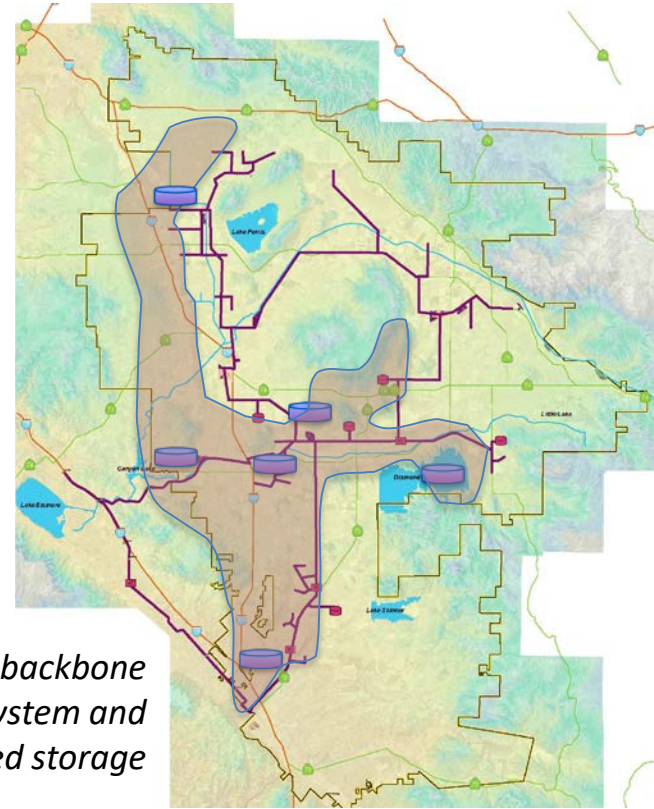 Lake Perris
Little Lake
Canyon Lake
Diamond
Lake Elsinore
Lake Skinner
backbone
ystem and
ed storage